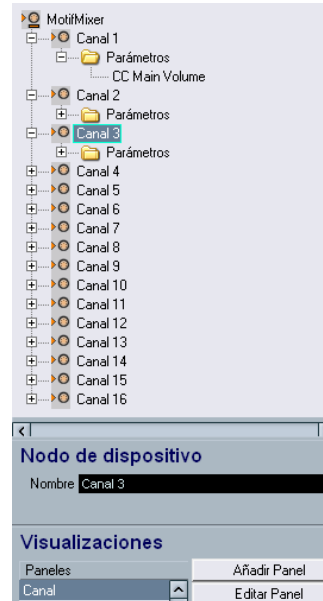 MotifMixer
Canal 1
Parámetros
CC Main Volume
Canal 2
Parámetros
Canal 3
Parámetros
Canal 4
Canal 5
Canal 6
Canal 7
Canal 8
Canal 9
Canal 10
Canal 11
Canal 12
Canal 13
Canal 14
Canal 15
Canal 16
Nodo de dispositivo
Nombre Canal 3
Visualizaciones
Paneles Añadir Panel
Canal Editar Panel